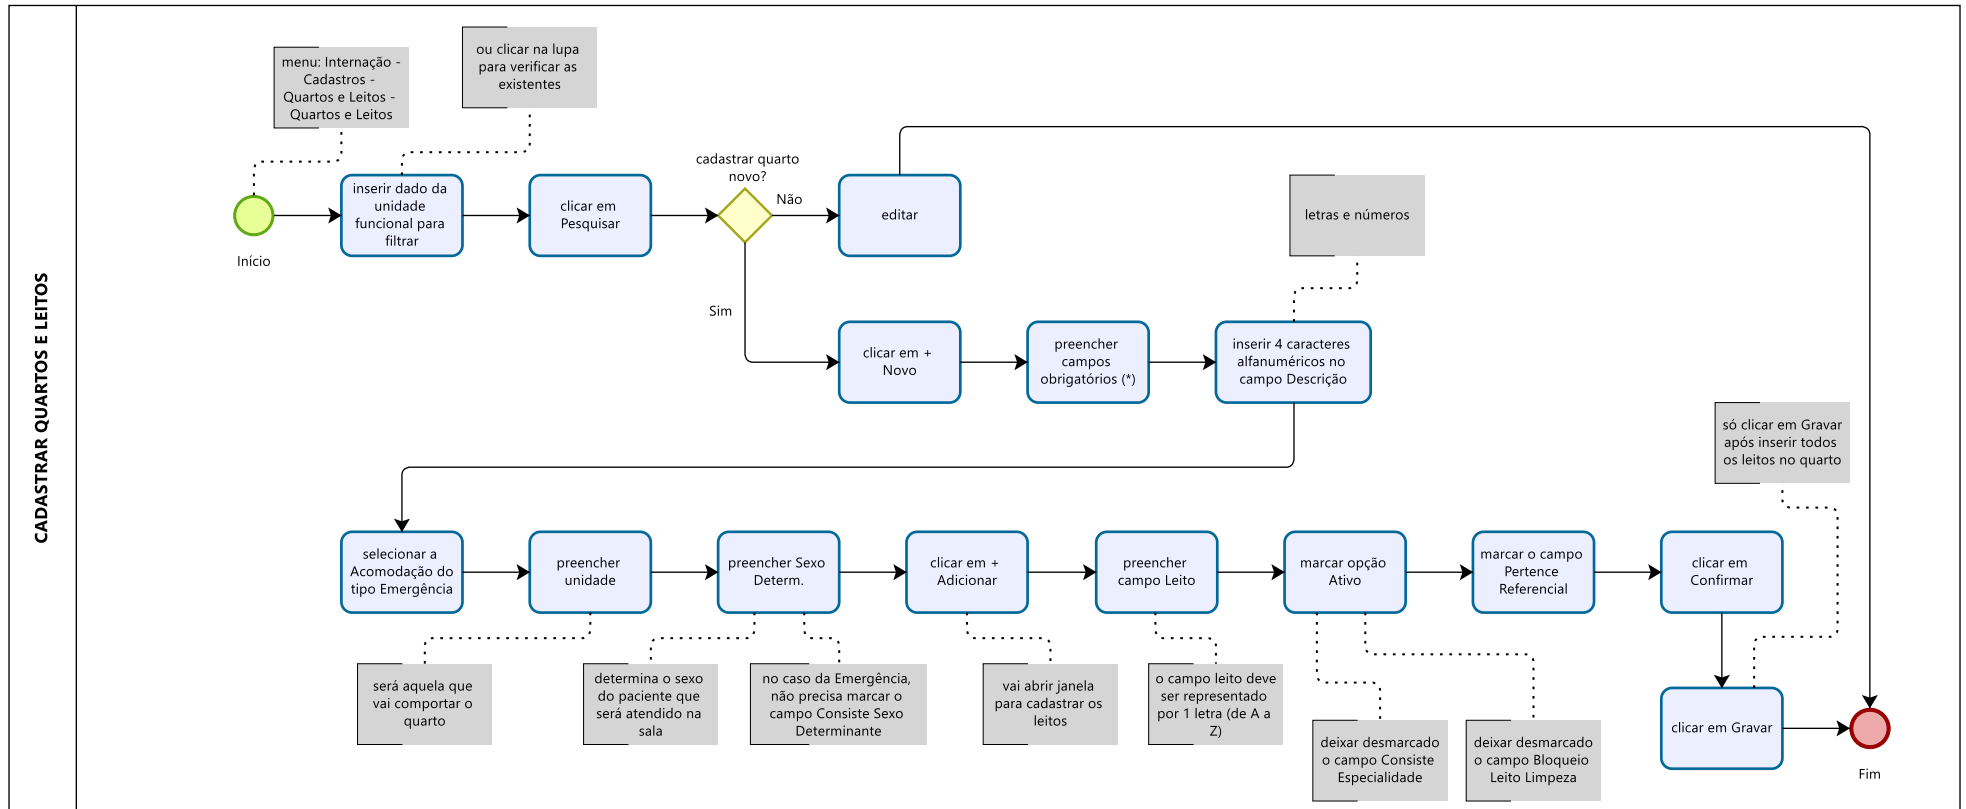 CADASTRAR QUARTOS E LEITOS
menu: Internação -
Cadastros -
Quartos e Leitos -
Quartos e Leitos
ou clicar na lupa
para verificar as
existentes
Início
inserir dado da
unidade
funcional para
filtrar
clicar em
Pesquisar
cadastrar quarto
novo?
Não
Sim
editar
letras e números
clicar em +
Novo
preencher
campos
obrigatórios (*)
inserir 4 caracteres
alfanuméricos no
campo Descrição
só clicar em Gravar
após inserir todos
os leitos no quarto
selecionar a
Acomodação do
tipo Emergência
preencher
unidade
preencher Sexo
Determ.
clicar em +
Adicionar
preencher
campo Leito
marcar opção
Ativo
marcar o campo
Pertence
Referencial
clicar em
Confirmar
será aquela que
vai comportar o
quarto
determina o sexo
do paciente que
será atendido na
sala
no caso da Emergência,
não precisa marcar o
campo Consiste Sexo
Determinante
vai abrir janela
para cadastrar os
leitos
o campo leito deve
ser representado
por 1 letra (de A a
Z)
deixar desmarcado
o campo Consiste
Especialidade
deixar desmarcado
o campo Bloqueio
Leito Limpeza
clicar em Gravar
Fim